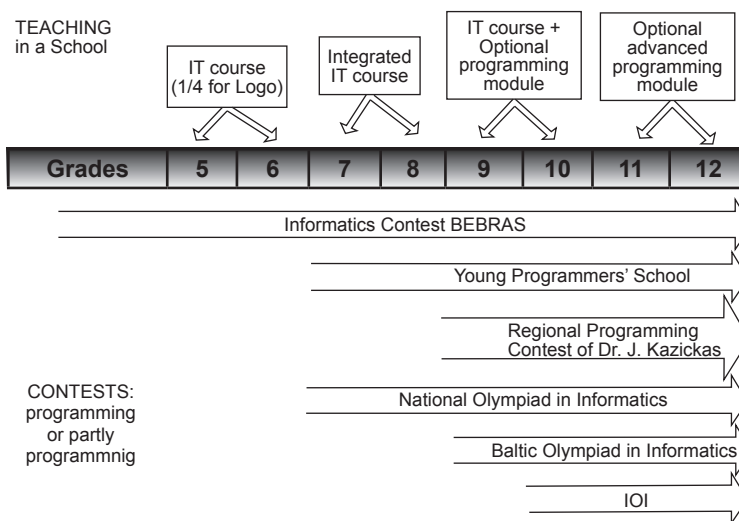 TEACHING
in a School
IT course
(1/4 for Logo)
Integrated
IT course
IT course +
Optional
programming
module
Optional
advanced
programming
module
Grades 5 6 7 8 9 10 11 12
Informatics Contest BEBRAS
Young Programmers' School
Regional Programming
Contest of Dr. J. Kazickas
CONTESTS:
programming
or partly
programmnig
National Olympiad in Informatics
Baltic Olympiad in Informatics
IOI